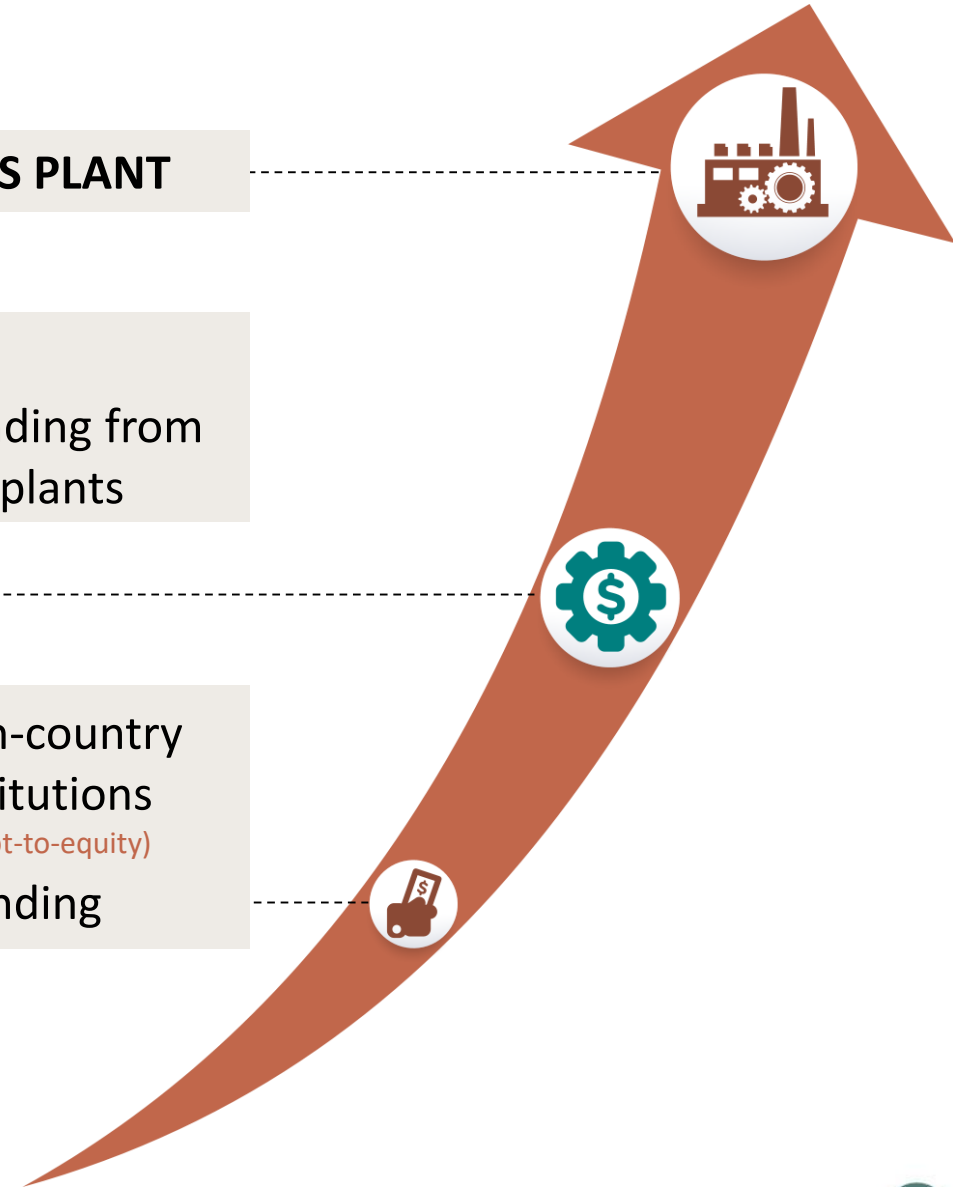 S PLANT
ding from
plants
n-country
itutions
t-to-equity)
nding
$
$